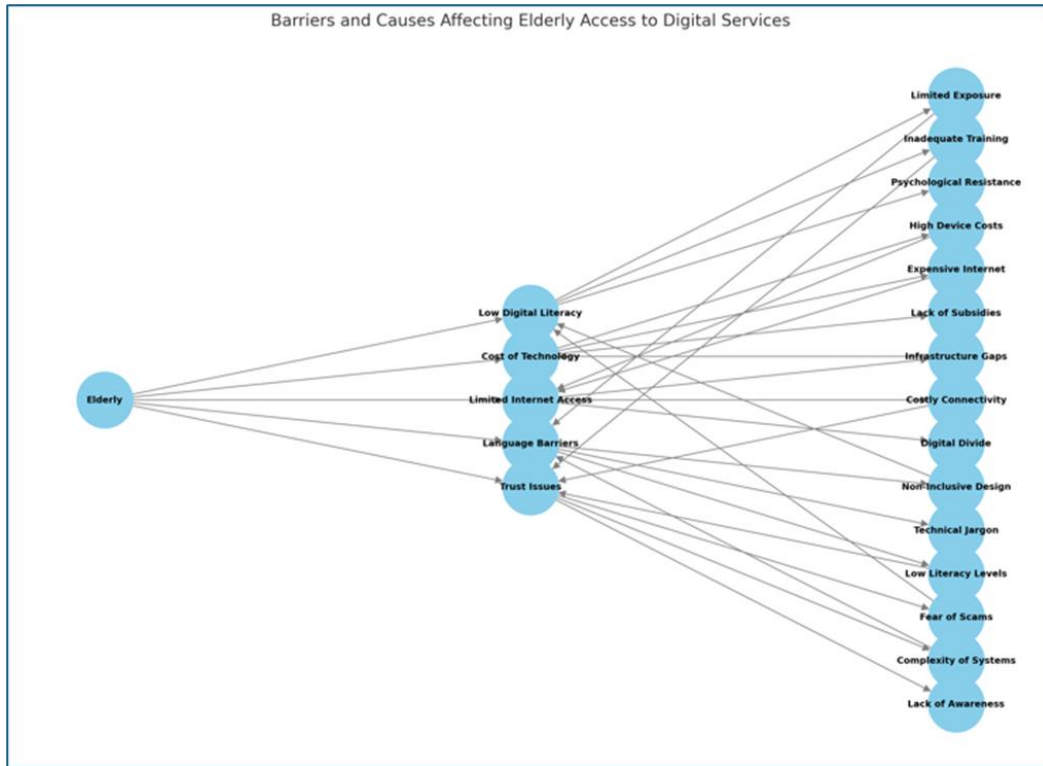 Barriers and Causes Affecting Elderly Access to Digital Services
Elderly
Low Digital Literacy
Cost of Technology
Limited Internet Access
Language Barriers
Trust Issues
Limited Exposure
Inadequate Training
Psychological Resistance
High Device Costs
Expensive Internet
Lack of Subsidies
Infrastructure Gaps
Costly Connectivity
Digital Divide
Non-Inclusive Design
Technical Jargon
Low Literacy Levels
Fear of Scams
Complexity of Systems
Lack of Awareness